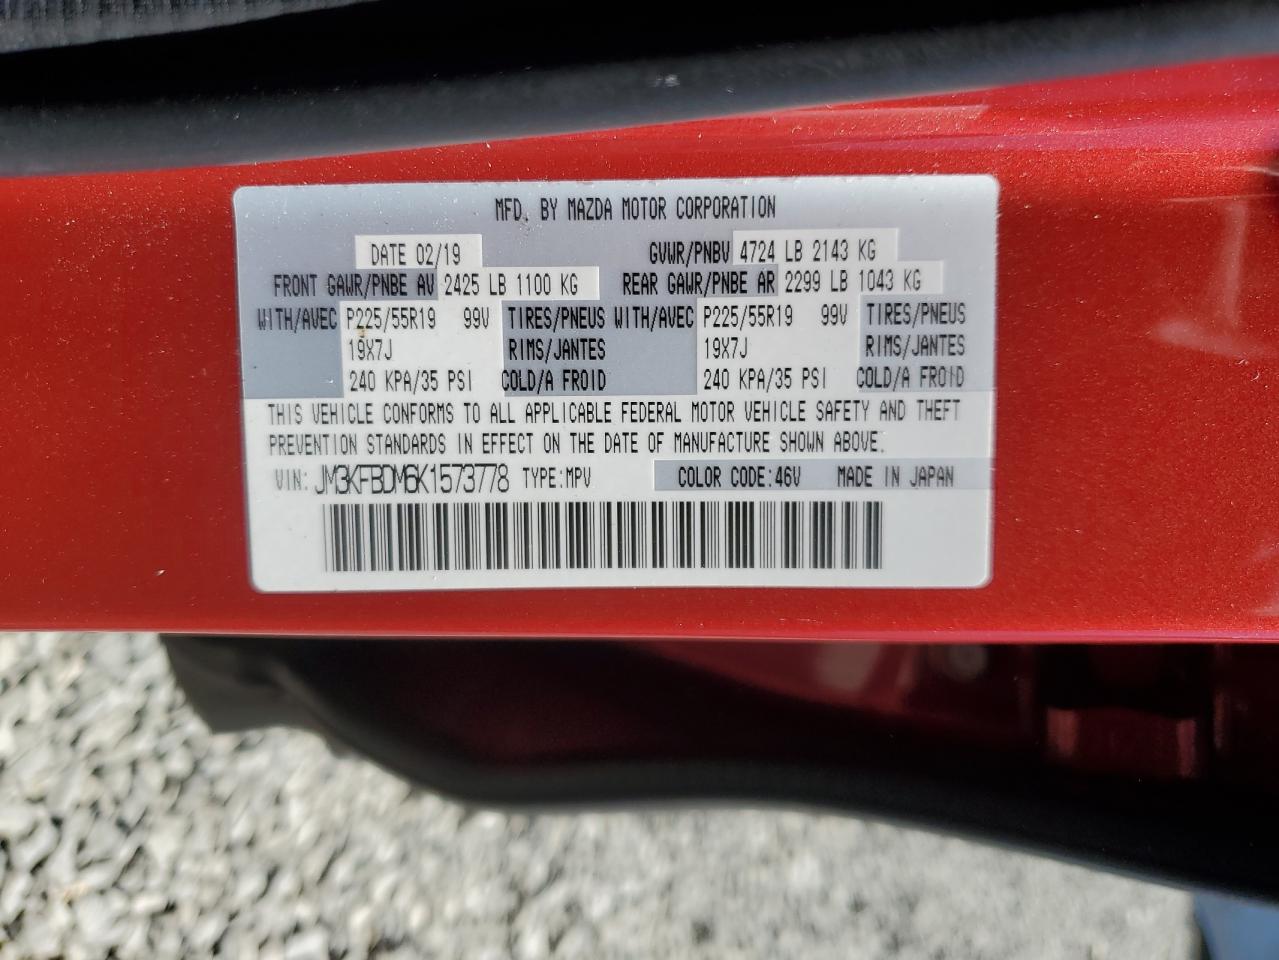 MFD. BY MAZDA MOTOR CORPORATION
DATE 02/19 GVWR/PNBV 4724 LB 2143 KG
FRONT GAWR/PNBE AV 2425 LB 1100 KG REAR GAWR/PNBE AR 2299 LB 1043 KG
WITH/AVEC P225/55R19 99V TIRES/PNEUS WITH/AVEC P225/55R19 99V TIRES/PNEUS
19X7J RIMS/JANTES 19X7J RIMS/JANTES
240 KPA/35 PSI COLD/A FROID 240 KPA/35 PSI COLD/A FROID
THIS VEHICLE CONFORMS TO ALL APPLICABLE FEDERAL MOTOR VEHICLE SAFETY AND THEFT
PREVENTION STANDARDS IN EFFECT ON THE DATE OF MANUFACTURE SHOWN ABOVE.
VIN: JM3KFBDM6K1573778 TYPE:MPV COLOR CODE:46V MADE IN JAPAN